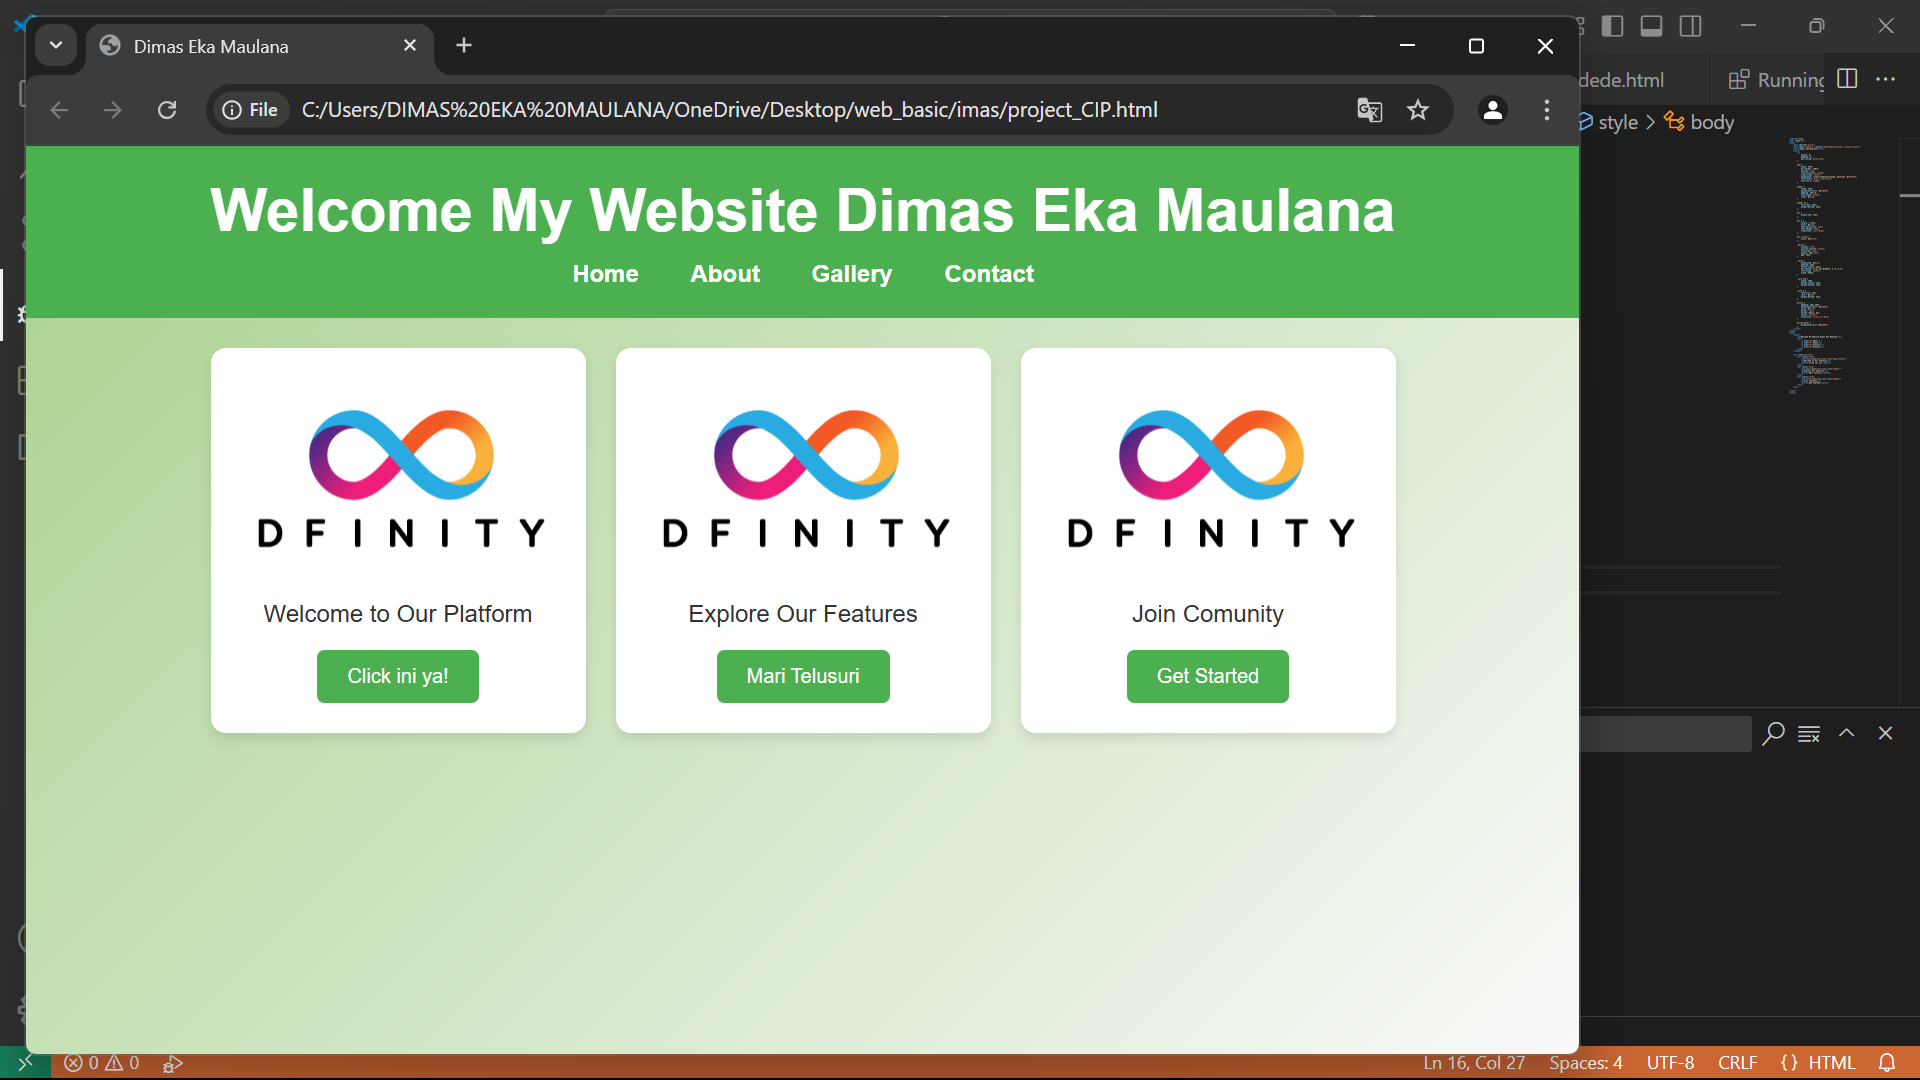 Dimas Eka Maulana
File C:/Users/DIMAS%20EKA%20MAULANA/OneDrive/Desktop/web_basic/imas/project_CIP.html
dede.html
Running
style > body
Welcome My Website Dimas Eka Maulana
Home About Gallery Contact
DFINITY DFINITY DFINITY
Welcome to Our Platform Explore Our Features Join Comunity
Click ini ya! Mari Telusuri Get Started
0 0 Ln 16, Col 27 Spaces: 4 UTF-8 CRLF {} HTML